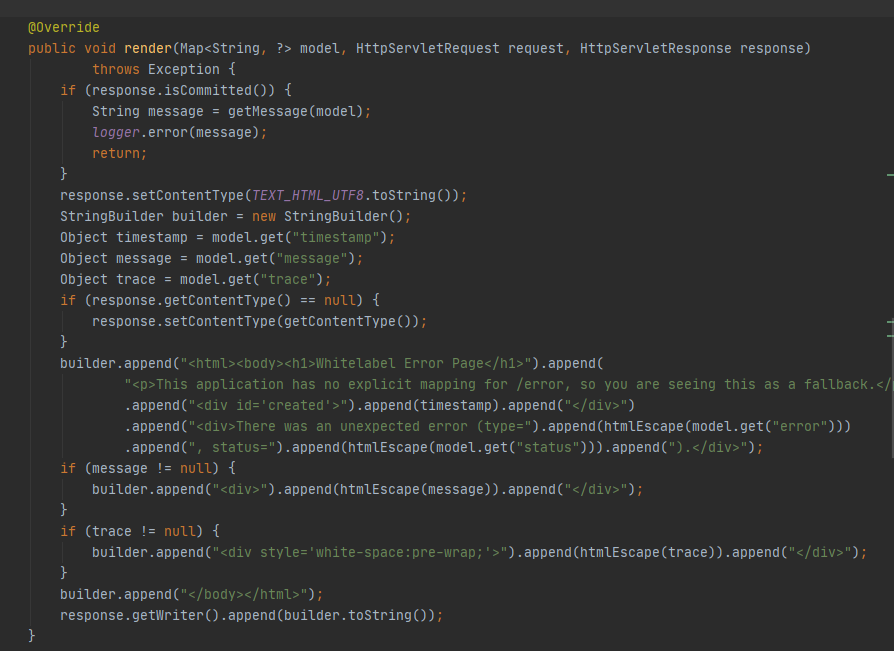 @Override
public void render(Map<String, ?> model, HttpServletRequest request, HttpServletResponse response)
        throws Exception {
    if (response.isCommitted()) {
        String message = getMessage(model);
        logger.error(message);
        return;
    }
    response.setContentType(TEXT_HTML_UTF8.toString());
    StringBuilder builder = new StringBuilder();
    Object timestamp = model.get("timestamp");
    Object message = model.get("message");
    Object trace = model.get("trace");
    if (response.getContentType() == null) {
        response.setContentType(getContentType());
    }
    builder.append("<html><body><h1>Whitelabel Error Page</h1>").append(
            "<p>This application has no explicit mapping for /error, so you are seeing this as a fallback.</
            .append("<div id='created'>").append(timestamp).append("</div>")
            .append("<div>There was an unexpected error (type=").append(htmlEscape(model.get("error")))
            .append(", status=").append(htmlEscape(model.get("status"))).append(").</div>");
    if (message != null) {
        builder.append("<div>").append(htmlEscape(message)).append("</div>");
    }
    if (trace != null) {
        builder.append("<div style='white-space:pre-wrap;'>").append(htmlEscape(trace)).append("</div>");
    }
    builder.append("</body></html>");
    response.getWriter().append(builder.toString());
}